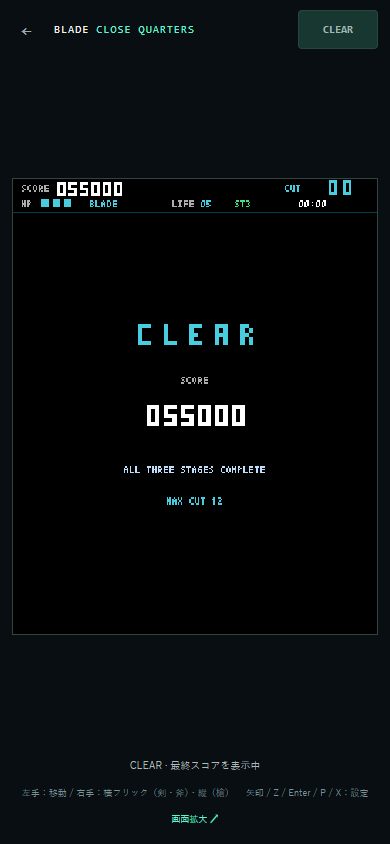 ← BLADE CLOSE QUARTERS CLEAR
SCORE 055000 CUT 00
HP BLADE LIFE 05 ST3 00:00
CLEAR
SCORE
055000
ALL THREE STAGES COMPLETE
MAX CUT 12
CLEAR · 最終スコアを表示中
左手：移動 / 右手：横フリック（剣・斧）・縦（槍） 矢印 / Z / Enter / P / X：設定
画面拡大 ⤢